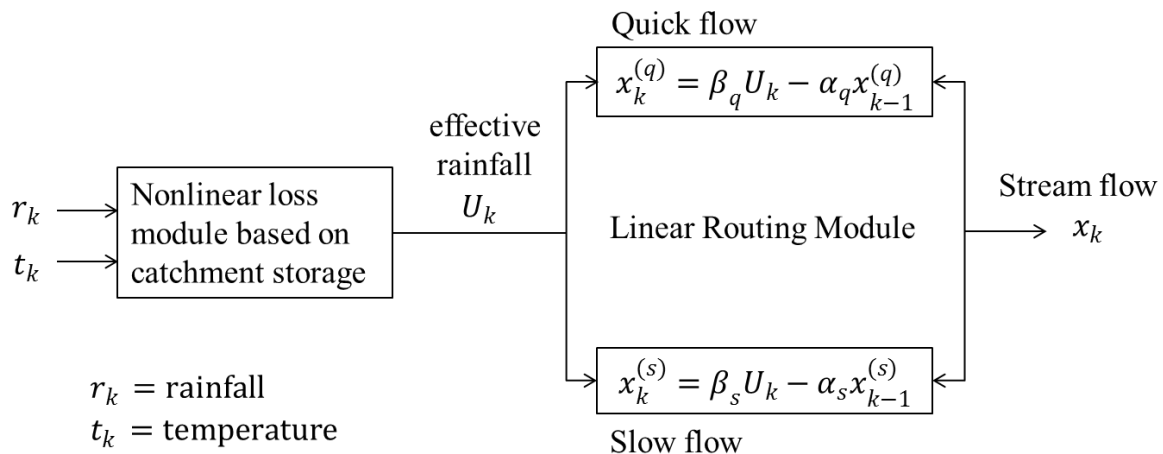 Quick flow
x_k^{(q)} = β_q U_k − α_q x_{k−1}^{(q)}
effective
rainfall
U_k
r_k
t_k
Nonlinear loss
module based on
catchment storage
Linear Routing Module
Stream flow
x_k
x_k^{(s)} = β_s U_k − α_s x_{k−1}^{(s)}
Slow flow
r_k = rainfall
t_k = temperature